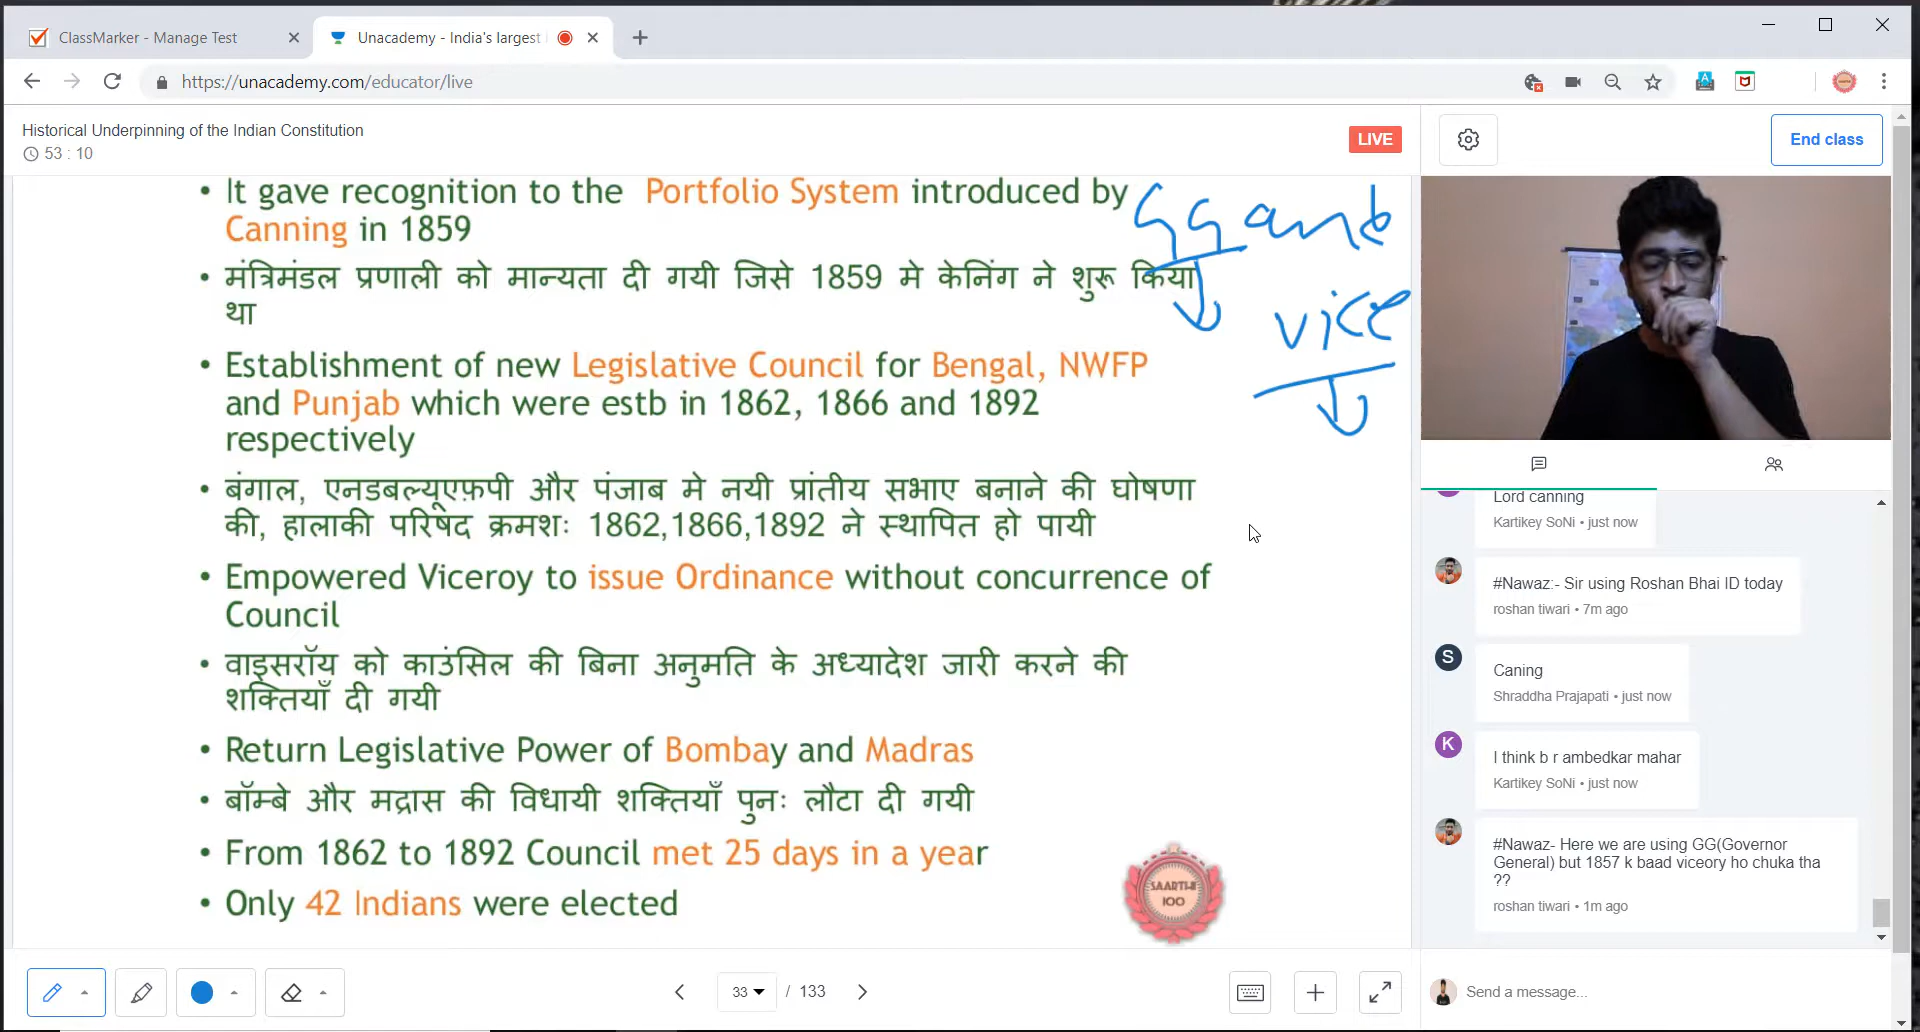 ClassMarker - Manage Test
Unacademy - India's largest
https://unacademy.com/educator/live
Historical Underpinning of the Indian Constitution
53 : 10
LIVE
End class
• It gave recognition to the Portfolio System introduced by
Canning in 1859
• मंत्रिमंडल प्रणाली को मान्यता दी गयी जिसे 1859 मे केनिंग ने शुरू किया
था
GG and
vice
• Establishment of new Legislative Council for Bengal, NWFP
and Punjab which were estb in 1862, 1866 and 1892
respectively
• बंगाल, एनडबल्यूएफ़पी और पंजाब मे नयी प्रांतीय सभाए बनाने की घोषणा
की, हालाकी परिषद क्रमशः 1862,1866,1892 ने स्थापित हो पायी
• Empowered Viceroy to issue Ordinance without concurrence of
Council
• वाइसरॉय को काउंसिल की बिना अनुमति के अध्यादेश जारी करने की
शक्तियाँ दी गयी
• Return Legislative Power of Bombay and Madras
• बॉम्बे और मद्रास की विधायी शक्तियाँ पुनः लौटा दी गयी
• From 1862 to 1892 Council met 25 days in a year
• Only 42 Indians were elected
SAARTHI
100
Lord canning
Kartikey SoNi • just now
#Nawaz:- Sir using Roshan Bhai ID today
roshan tiwari • 7m ago
S
Caning
Shraddha Prajapati • just now
K
I think b r ambedkar mahar
Kartikey SoNi • just now
#Nawaz- Here we are using GG(Governor
General) but 1857 k baad viceory ho chuka tha
??
roshan tiwari • 1m ago
33 / 133
Send a message...